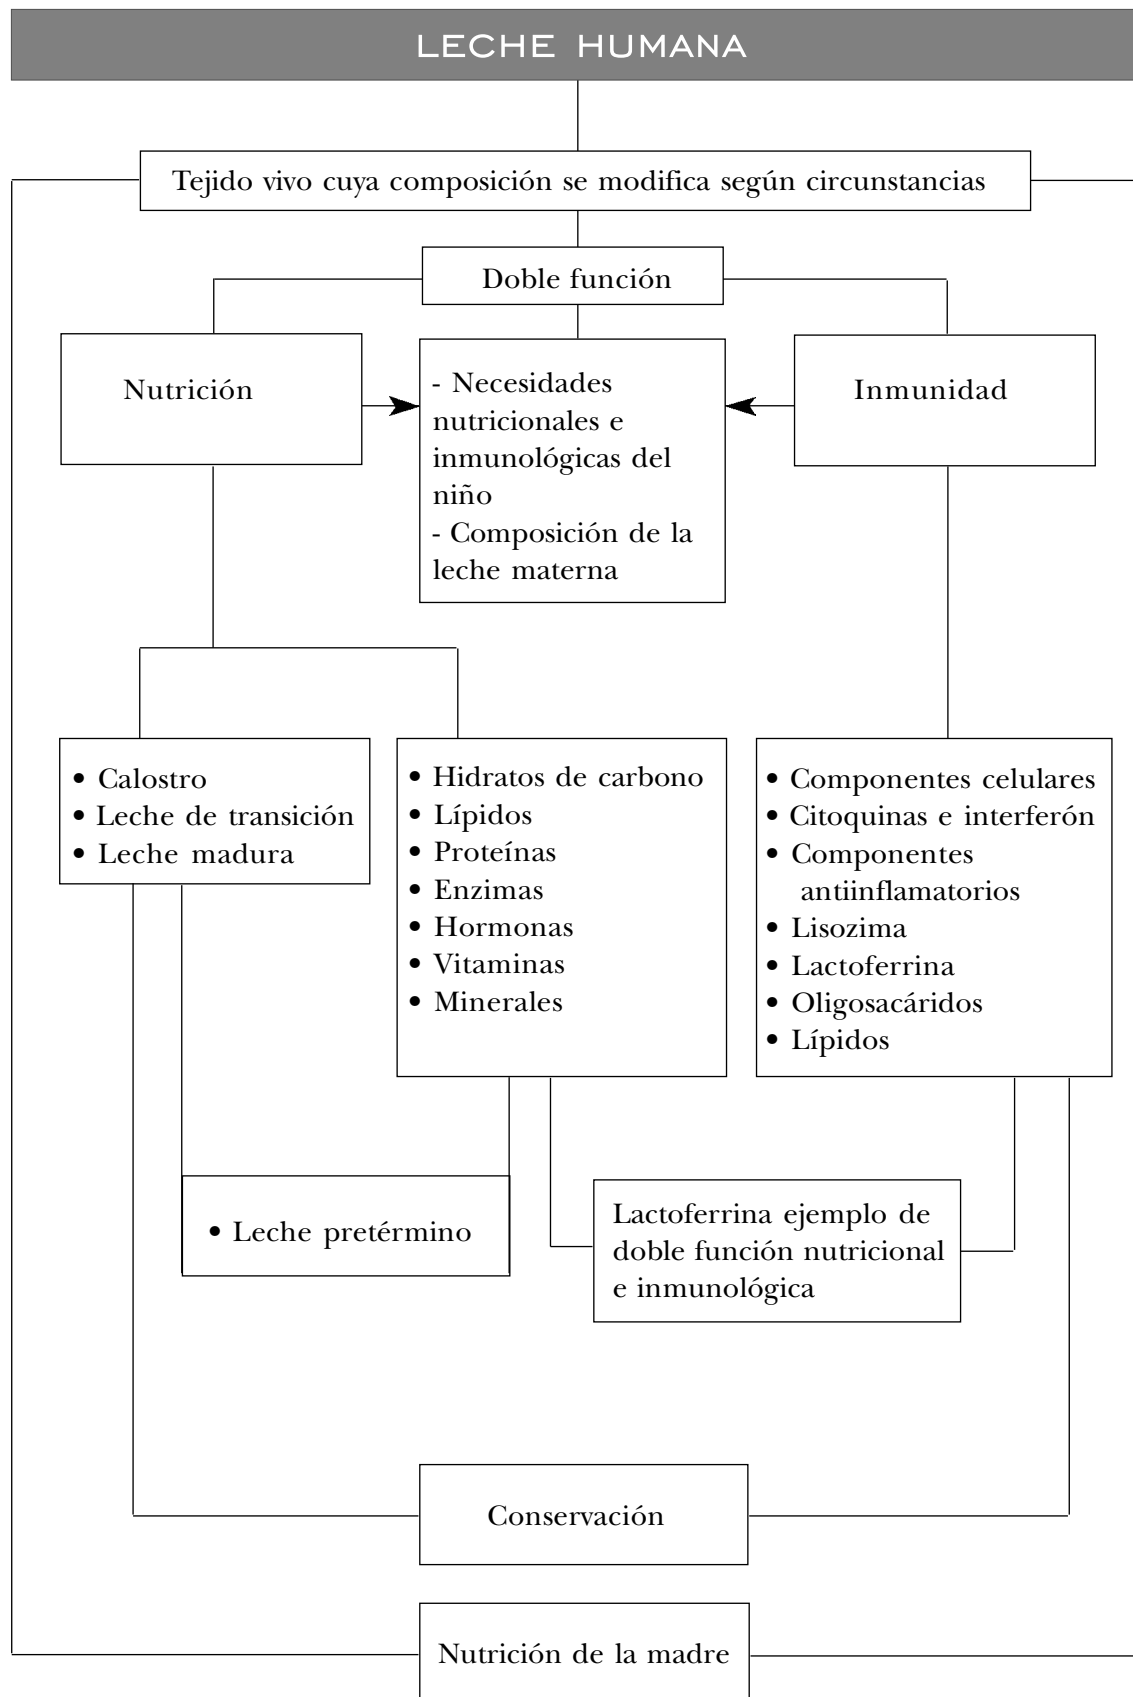 LECHE HUMANA
Tejido vivo cuya composición se modifica según circunstancias
Doble función
Nutrición
- Necesidades
nutricionales e
inmunológicas del
niño
- Composición de la
leche materna
Inmunidad
• Calostro
• Leche de transición
• Leche madura
• Hidratos de carbono
• Lípidos
• Proteínas
• Enzimas
• Hormonas
• Vitaminas
• Minerales
• Componentes celulares
• Citoquinas e interferón
• Componentes
antiinflamatorios
• Lisozima
• Lactoferrina
• Oligosacáridos
• Lípidos
• Leche pretérmino
Lactoferrina ejemplo de
doble función nutricional
e inmunológica
Conservación
Nutrición de la madre